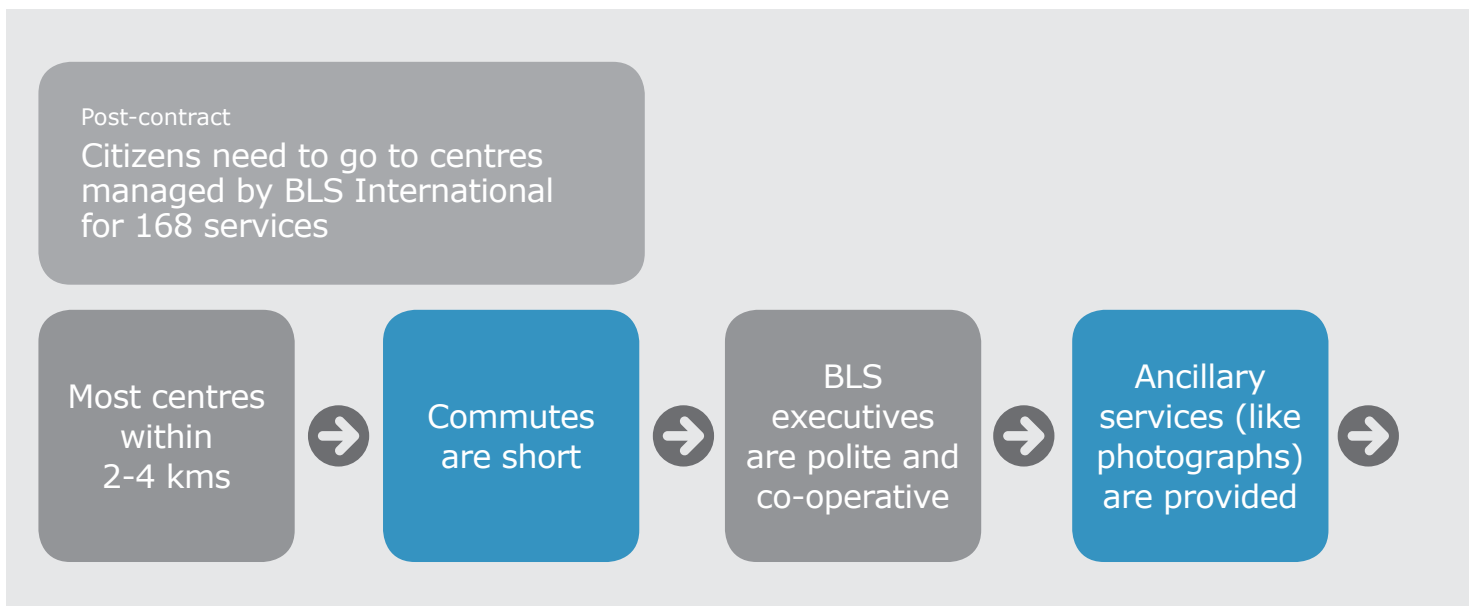 Post-contract
Citizens need to go to centres
managed by BLS International
for 168 services
Most centres
within
2-4 kms
Commutes
are short
BLS
executives
are polite and
co-operative
Ancillary
services (like
photographs)
are provided